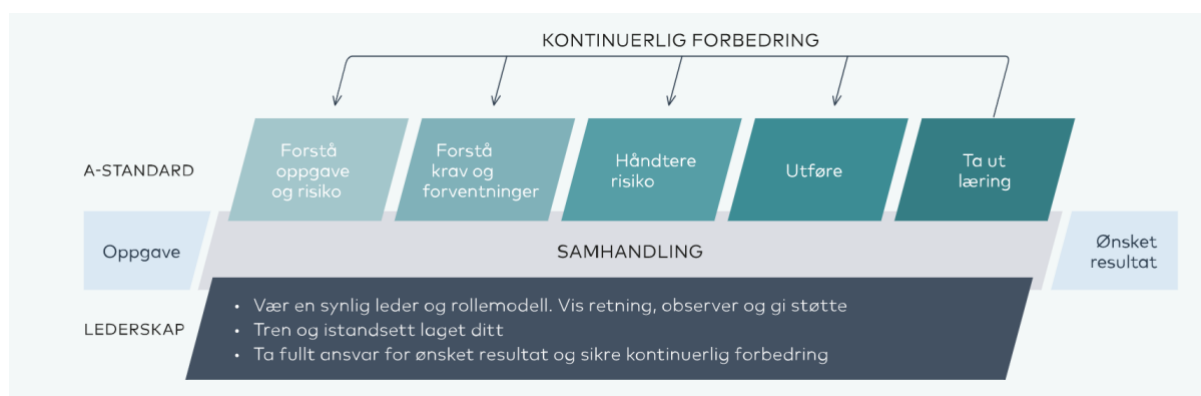 KONTINUERLIG FORBEDRING
A-STANDARD
Forstå
oppgave
og risiko
Forstå
krav og
forventninger
Håndtere
risiko
Utføre
Ta ut
læring
Oppgave
SAMHANDLING
Ønsket
resultat
LEDERSKAP
• Vær en synlig leder og rollemodell. Vis retning, observer og gi støtte
• Tren og istandsett laget ditt
• Ta fullt ansvar for ønsket resultat og sikre kontinuerlig forbedring